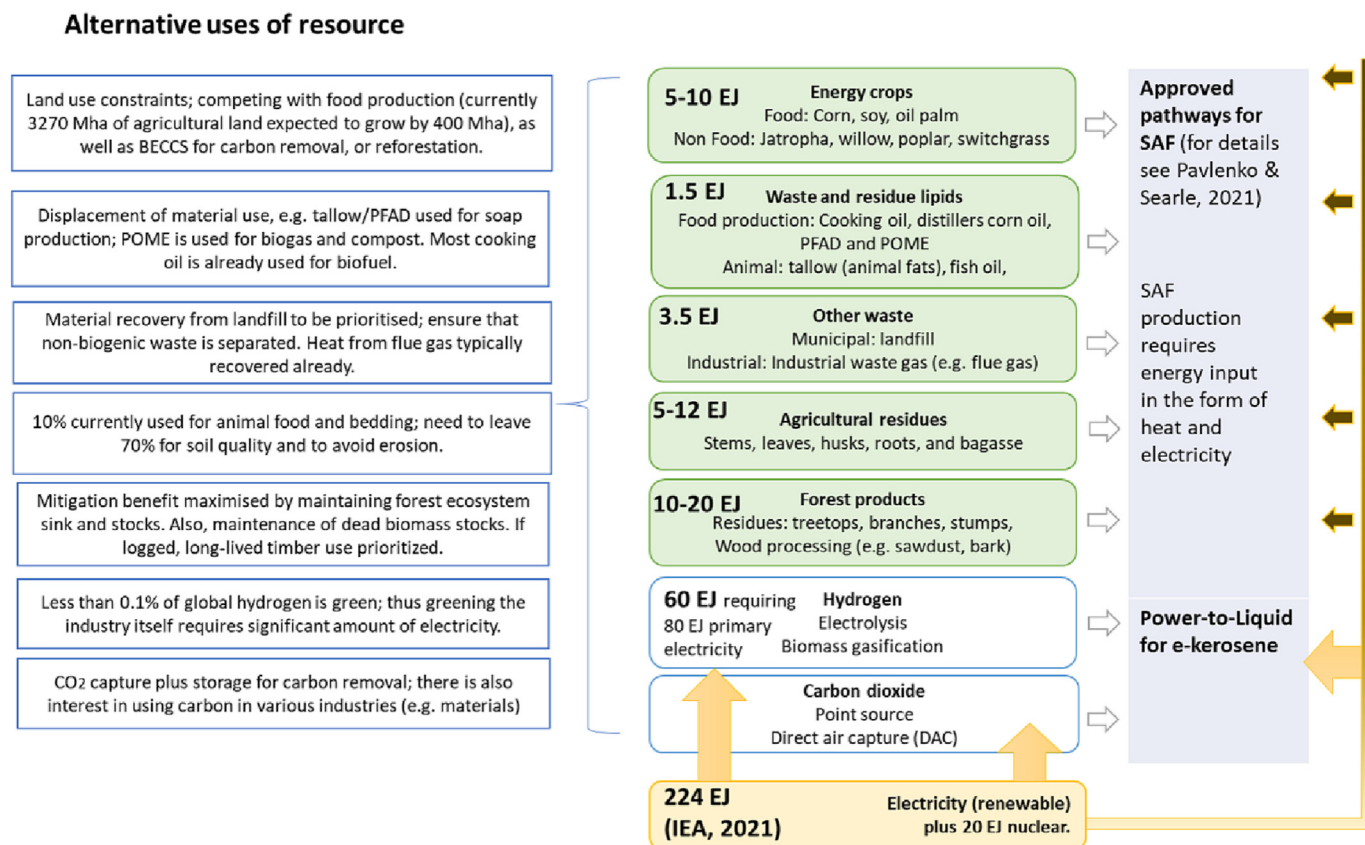 Alternative uses of resource
Land use constraints; competing with food production (currently
3270 Mha of agricultural land expected to grow by 400 Mha), as
well as BECCS for carbon removal, or reforestation.
Displacement of material use, e.g. tallow/PFAD used for soap
production; POME is used for biogas and compost. Most cooking
oil is already used for biofuel.
Material recovery from landfill to be prioritised; ensure that
non-biogenic waste is separated. Heat from flue gas typically
recovered already.
10% currently used for animal food and bedding; need to leave
70% for soil quality and to avoid erosion.
Mitigation benefit maximised by maintaining forest ecosystem
sink and stocks. Also, maintenance of dead biomass stocks. If
logged, long-lived timber use prioritized.
Less than 0.1% of global hydrogen is green; thus greening the
industry itself requires significant amount of electricity.
CO2 capture plus storage for carbon removal; there is also
interest in using carbon in various industries (e.g. materials)
5-10 EJ Energy crops
Food: Corn, soy, oil palm
Non Food: Jatropha, willow, poplar, switchgrass
1.5 EJ Waste and residue lipids
Food production: Cooking oil, distillers corn oil,
PFAD and POME
Animal: tallow (animal fats), fish oil,
3.5 EJ Other waste
Municipal: landfill
Industrial: Industrial waste gas (e.g. flue gas)
5-12 EJ Agricultural residues
Stems, leaves, husks, roots, and bagasse
10-20 EJ Forest products
Residues: treetops, branches, stumps,
Wood processing (e.g. sawdust, bark)
60 EJ requiring Hydrogen
80 EJ primary Electrolysis
electricity Biomass gasification
Carbon dioxide
Point source
Direct air capture (DAC)
224 EJ Electricity (renewable)
(IEA, 2021) plus 20 EJ nuclear.
Approved
pathways for
SAF (for details
see Pavlenko &
Searle, 2021)
SAF
production
requires
energy input
in the form of
heat and
electricity
Power-to-Liquid
for e-kerosene